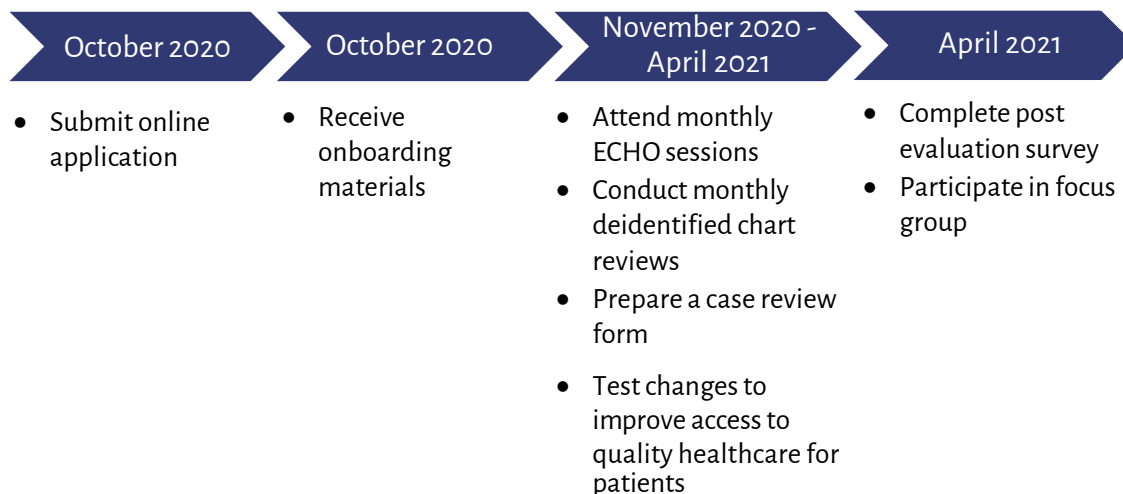 October 2020
• Submit online
application
October 2020
• Receive
onboarding
materials
November 2020 -
April 2021
• Attend monthly
ECHO sessions
• Conduct monthly
deidentified chart
reviews
• Prepare a case review
form
• Test changes to
improve access to
quality healthcare for
patients
April 2021
• Complete post
evaluation survey
• Participate in focus
group